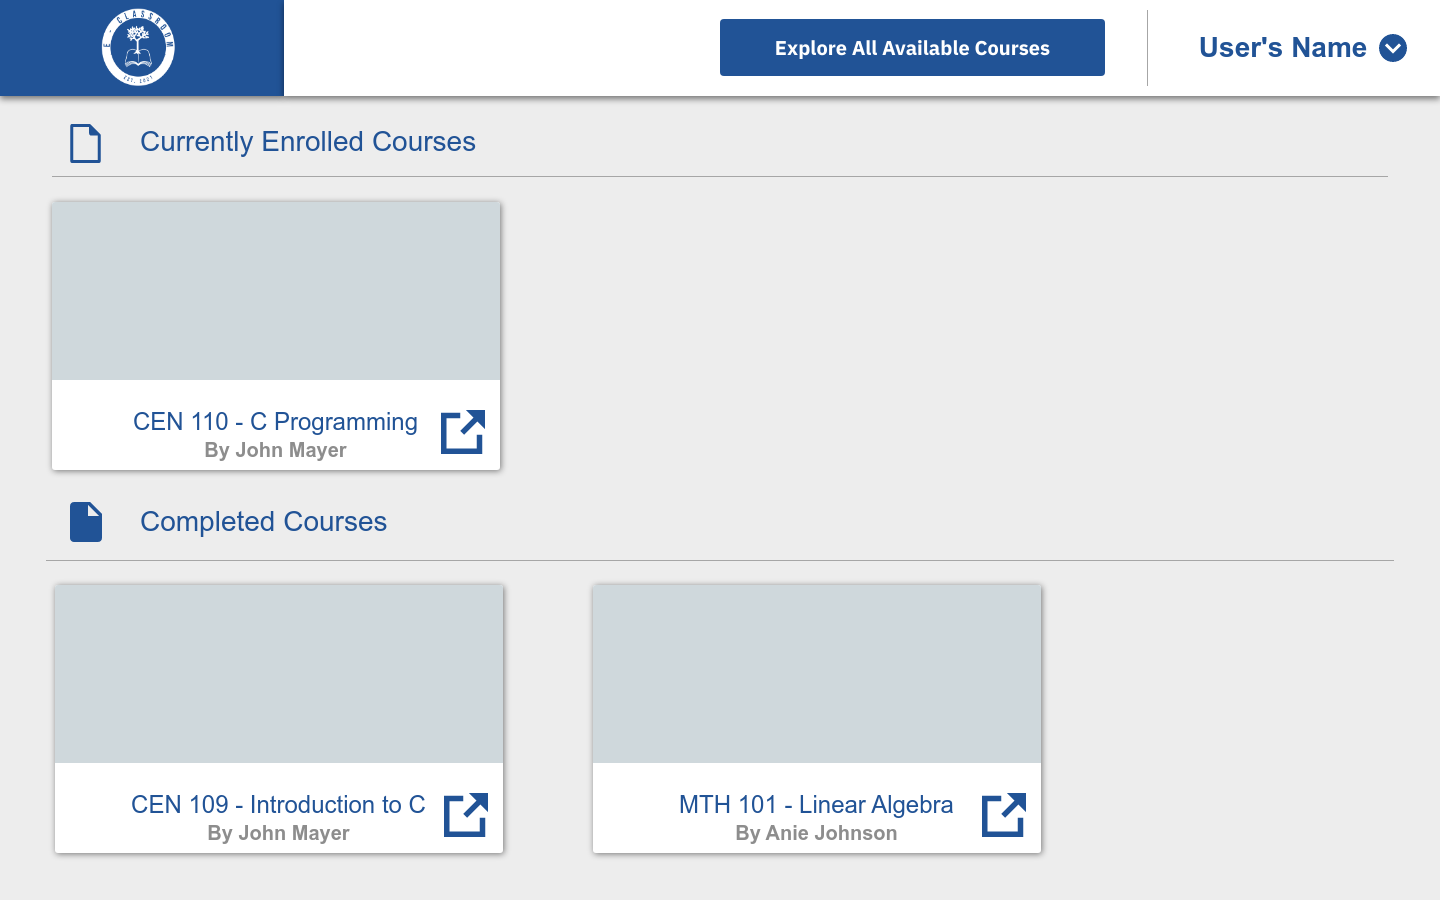 E - CLASSROOM
EST. 2021
Explore All Available Courses
User's Name
Currently Enrolled Courses
CEN 110 - C Programming
By John Mayer
Completed Courses
CEN 109 - Introduction to C
By John Mayer
MTH 101 - Linear Algebra
By Anie Johnson